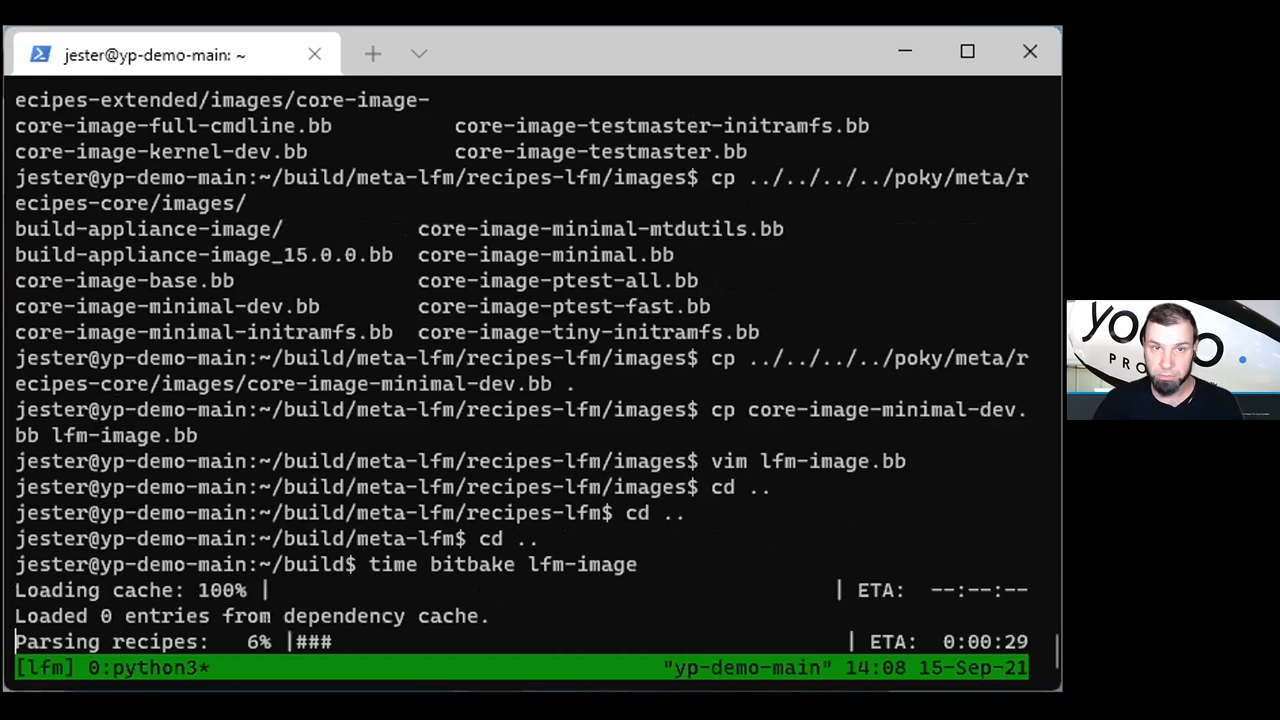 jester@yp-demo-main: ~
ecipes-extended/images/core-image-
core-image-full-cmdline.bb core-image-testmaster-initramfs.bb
core-image-kernel-dev.bb core-image-testmaster.bb
jester@yp-demo-main:~/build/meta-lfm/recipes-lfm/images$ cp ../../../../poky/meta/r
ecipes-core/images/
build-appliance-image/ core-image-minimal-mtdutils.bb
build-appliance-image_15.0.0.bb core-image-minimal.bb
core-image-base.bb core-image-ptest-all.bb
core-image-minimal-dev.bb core-image-ptest-fast.bb
core-image-minimal-initramfs.bb core-image-tiny-initramfs.bb
jester@yp-demo-main:~/build/meta-lfm/recipes-lfm/images$ cp ../../../../poky/meta/r
ecipes-core/images/core-image-minimal-dev.bb .
jester@yp-demo-main:~/build/meta-lfm/recipes-lfm/images$ cp core-image-minimal-dev.
bb lfm-image.bb
jester@yp-demo-main:~/build/meta-lfm/recipes-lfm/images$ vim lfm-image.bb
jester@yp-demo-main:~/build/meta-lfm/recipes-lfm/images$ cd ..
jester@yp-demo-main:~/build/meta-lfm/recipes-lfm$ cd ..
jester@yp-demo-main:~/build/meta-lfm$ cd ..
jester@yp-demo-main:~/build$ time bitbake lfm-image
Loading cache: 100% | | ETA: --:--:--
Loaded 0 entries from dependency cache.
Parsing recipes: 6% |### | ETA: 0:00:29
[lfm] 0:python3* "yp-demo-main" 14:08 15-Sep-21